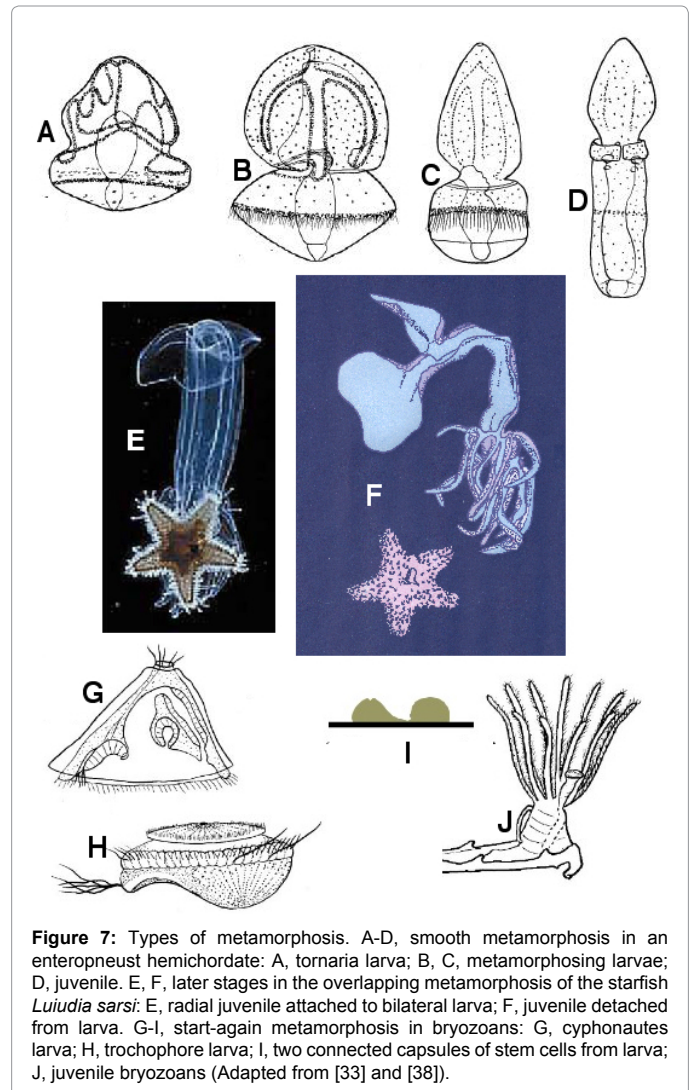 A
B
C
D
E
F
G
H
I
J
Figure 7: Types of metamorphosis. A-D, smooth metamorphosis in an
enteropneust hemichordate: A, tornaria larva; B, C, metamorphosing larvae;
D, juvenile. E, F, later stages in the overlapping metamorphosis of the starfish
Luiudia sarsi: E, radial juvenile attached to bilateral larva; F, juvenile detached
from larva. G-I, start-again metamorphosis in bryozoans: G, cyphonautes
larva; H, trochophore larva; I, two connected capsules of stem cells from larva;
J, juvenile bryozoans (Adapted from [33] and [38]).